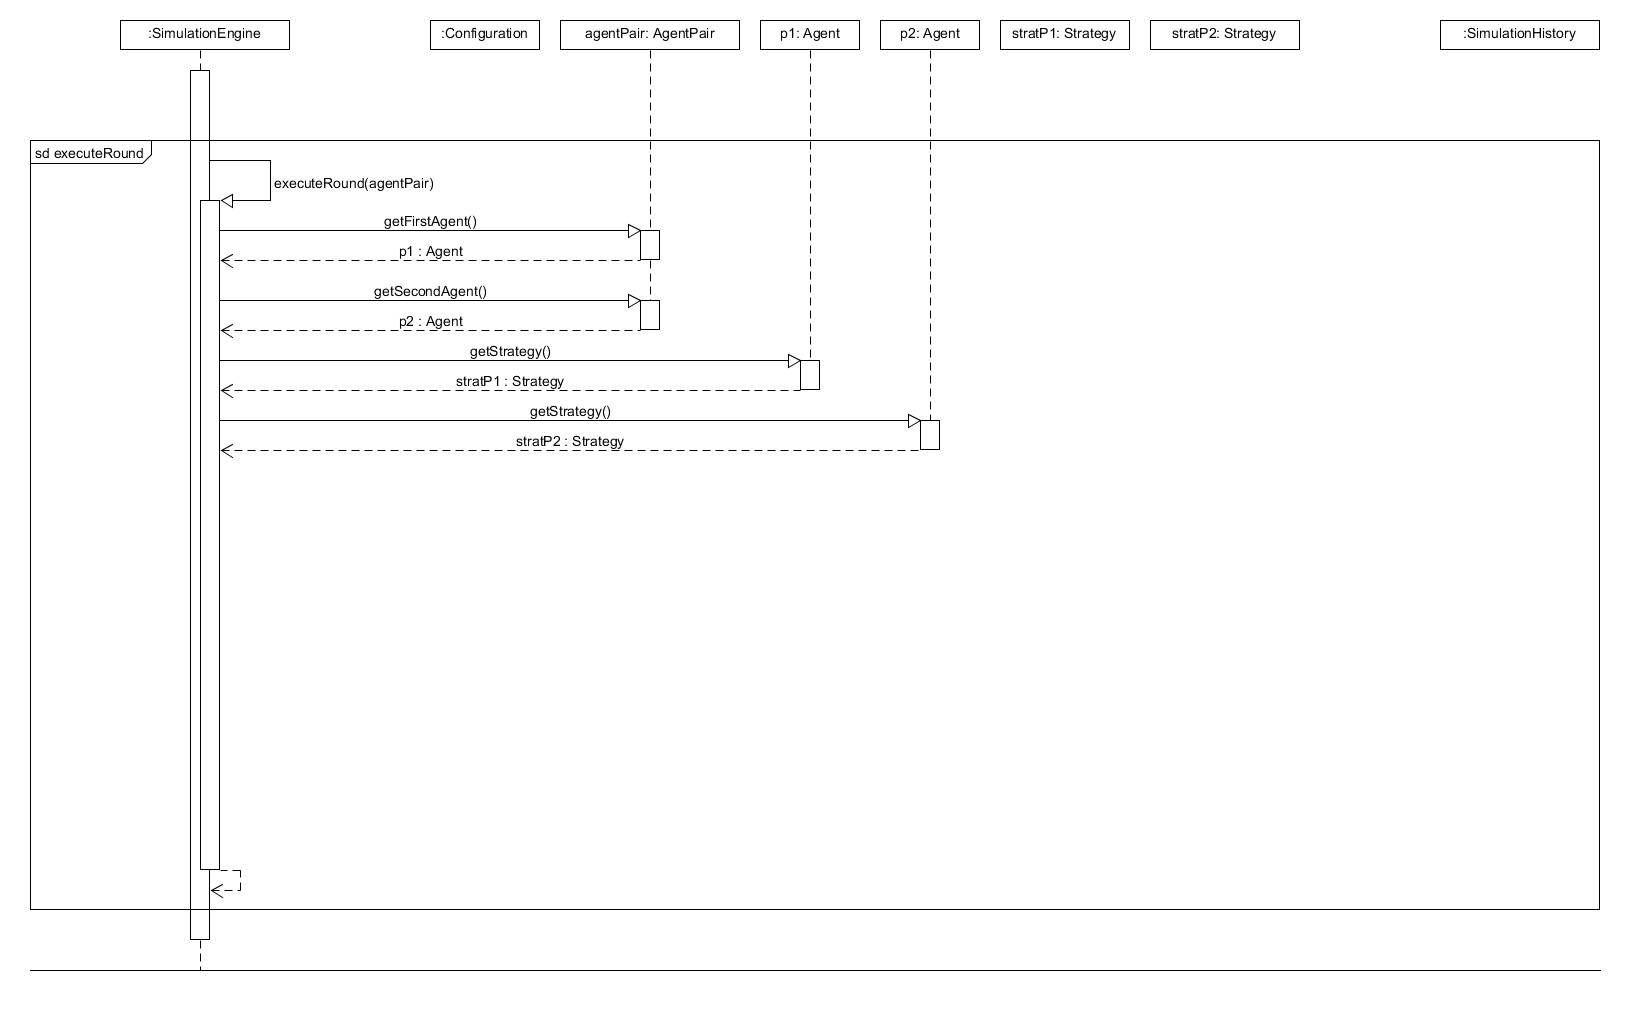 :SimulationEngine
:Configuration
agentPair: AgentPair
p1: Agent
p2: Agent
stratP1: Strategy
stratP2: Strategy
:SimulationHistory
sd executeRound
executeRound(agentPair)
getFirstAgent()
p1 : Agent
getSecondAgent()
p2 : Agent
getStrategy()
stratP1 : Strategy
getStrategy()
stratP2 : Strategy